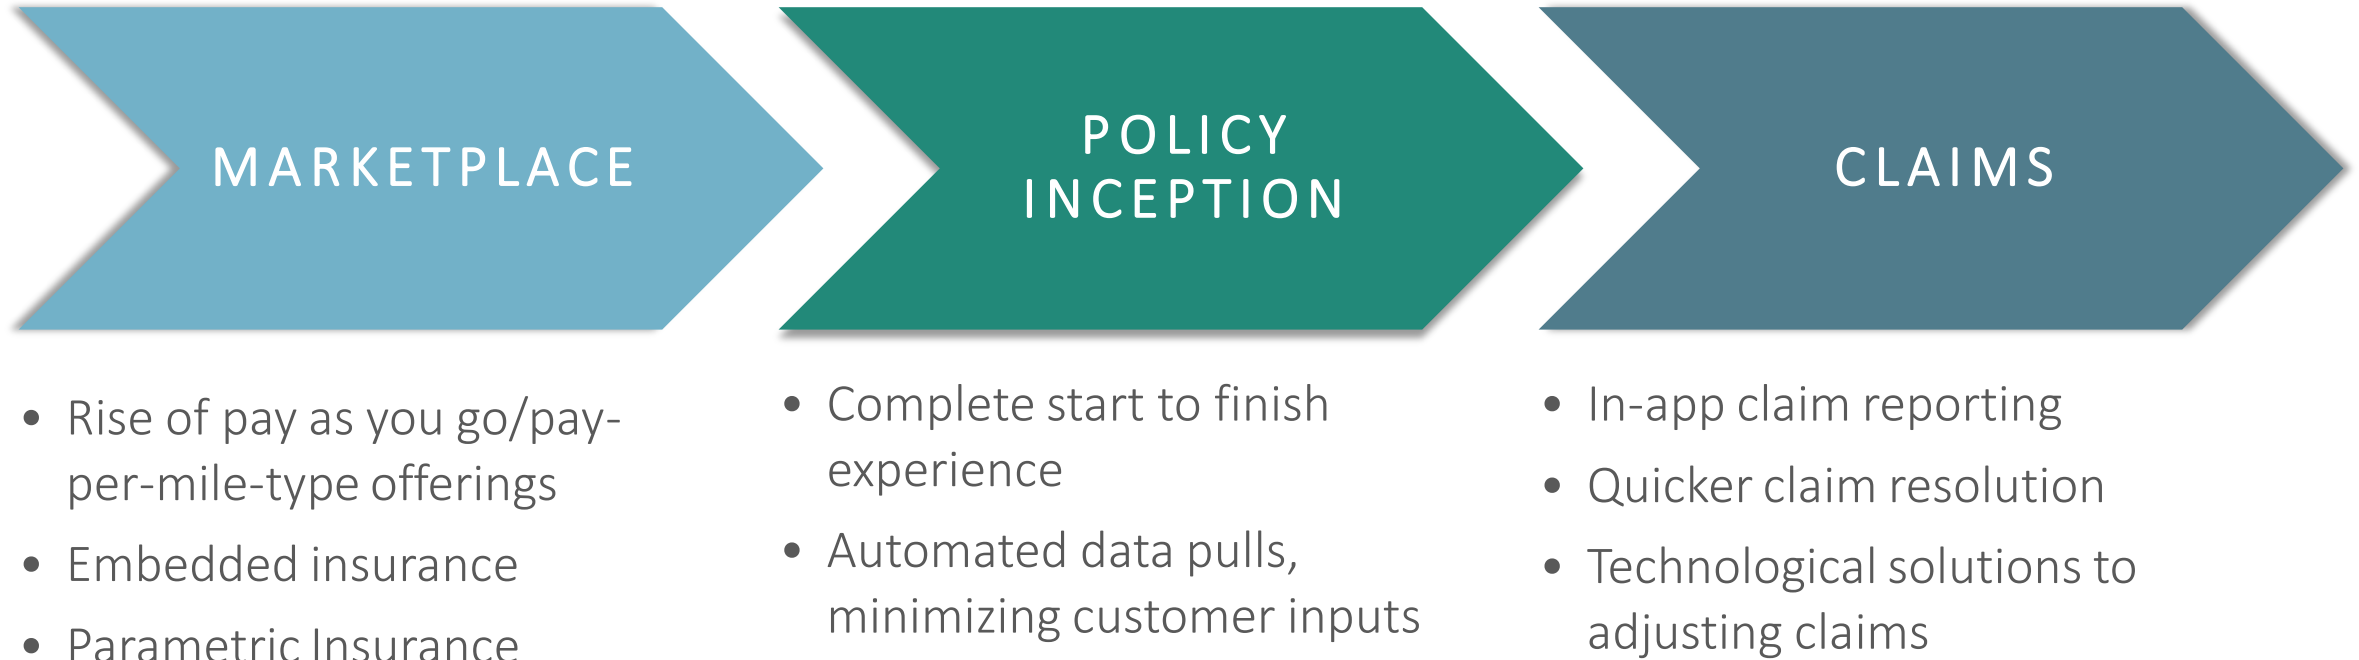 MARKETPLACE
POLICY
INCEPTION
CLAIMS
• Rise of pay as you go/pay-
per-mile-type offerings
• Embedded insurance
• Parametric Insurance
• Complete start to finish
experience
• Automated data pulls,
minimizing customer inputs
• In-app claim reporting
• Quicker claim resolution
• Technological solutions to
adjusting claims